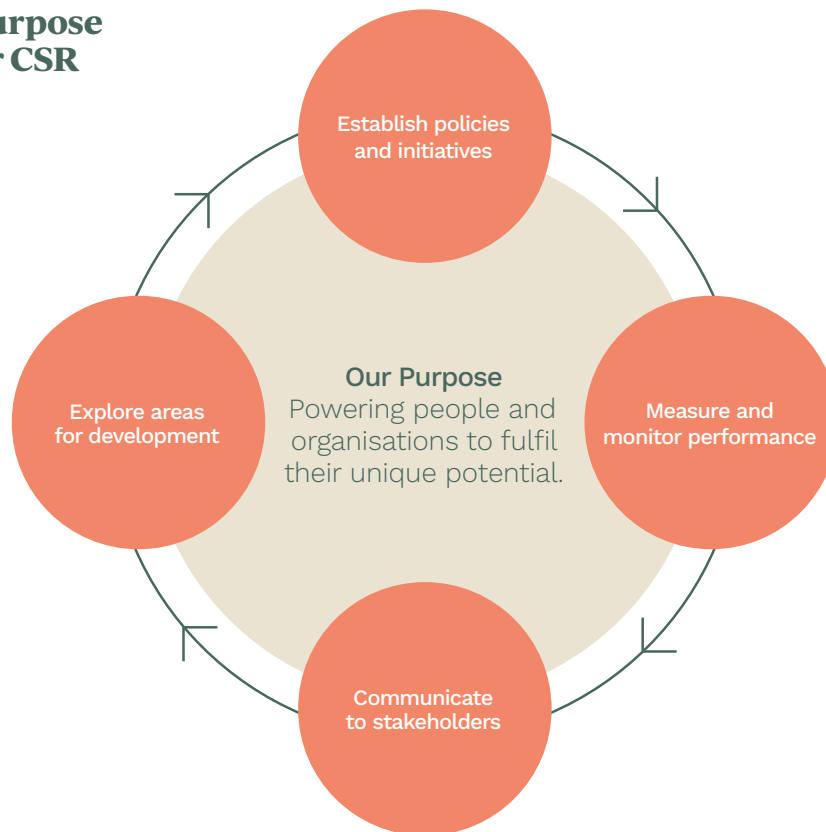 urpose
r CSR
Establish policies
and initiatives
Explore areas
for development
Our Purpose
Powering people and
organisations to fulfil
their unique potential.
Measure and
monitor performance
Communicate
to stakeholders